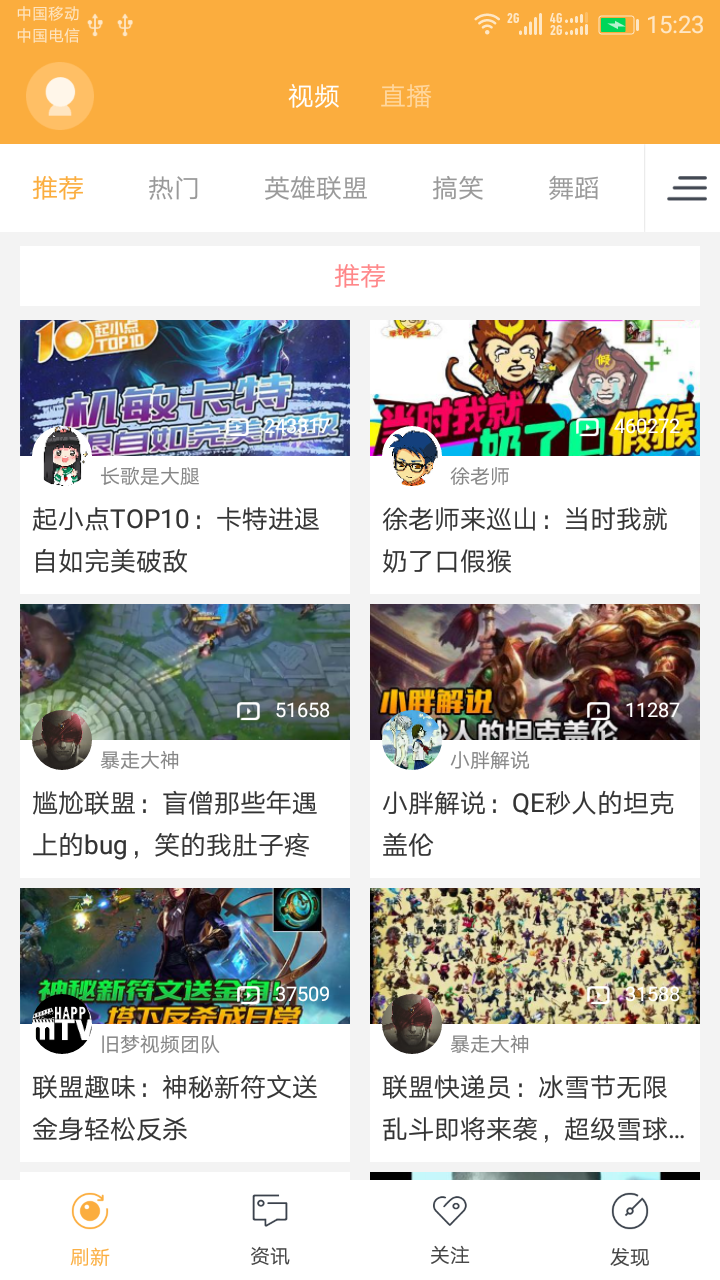 中国移动
中国电信
2G
4G
2G
15:23
视频
直播
推荐
热门
英雄联盟
搞笑
舞蹈
推荐
10
起小点
TOP10
机敏卡特
退自如完美破敌
长歌是大腿
起小点TOP10：卡特进退
自如完美破敌
假
当时我就
奶了口假猴
460272
徐老师
徐老师来巡山：当时我就
奶了口假猴
51658
暴走大神
尴尬联盟：盲僧那些年遇
上的bug，笑的我肚子疼
小胖解说
11287
秒人的坦克盖伦
小胖解说
小胖解说：QE秒人的坦克
盖伦
神秘新符文送金身!
37509
塔下反杀成日常
HAPP
mTV
旧梦视频团队
联盟趣味：神秘新符文送
金身轻松反杀
31588
暴走大神
联盟快递员：冰雪节无限
乱斗即将来袭，超级雪球...
刷新
资讯
关注
发现